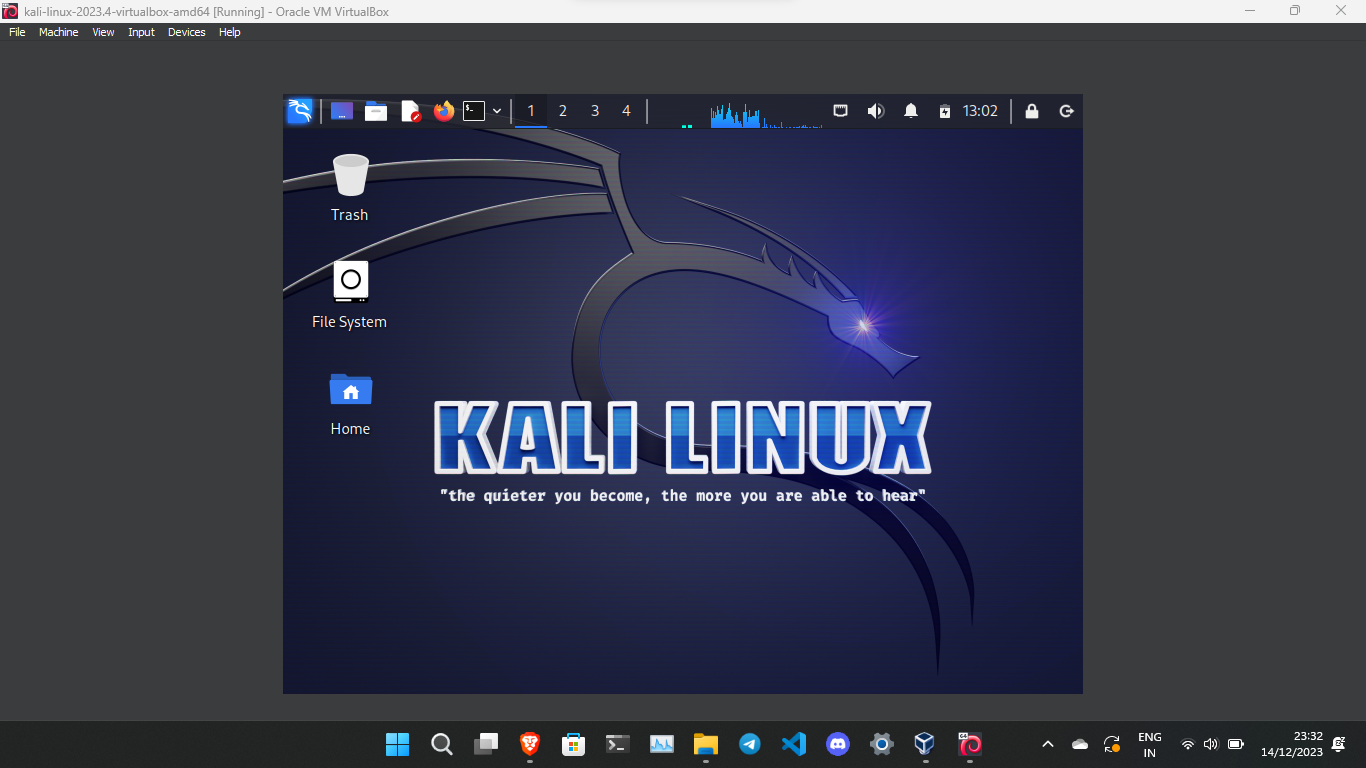 kali-linux-2023.4-virtualbox-amd64 [Running] - Oracle VM VirtualBox
File Machine View Input Devices Help
1 2 3 4 13:02
Trash
File System
Home
KALI LINUX
"the quieter you become, the more you are able to hear"
ENG
IN
23:32
14/12/2023